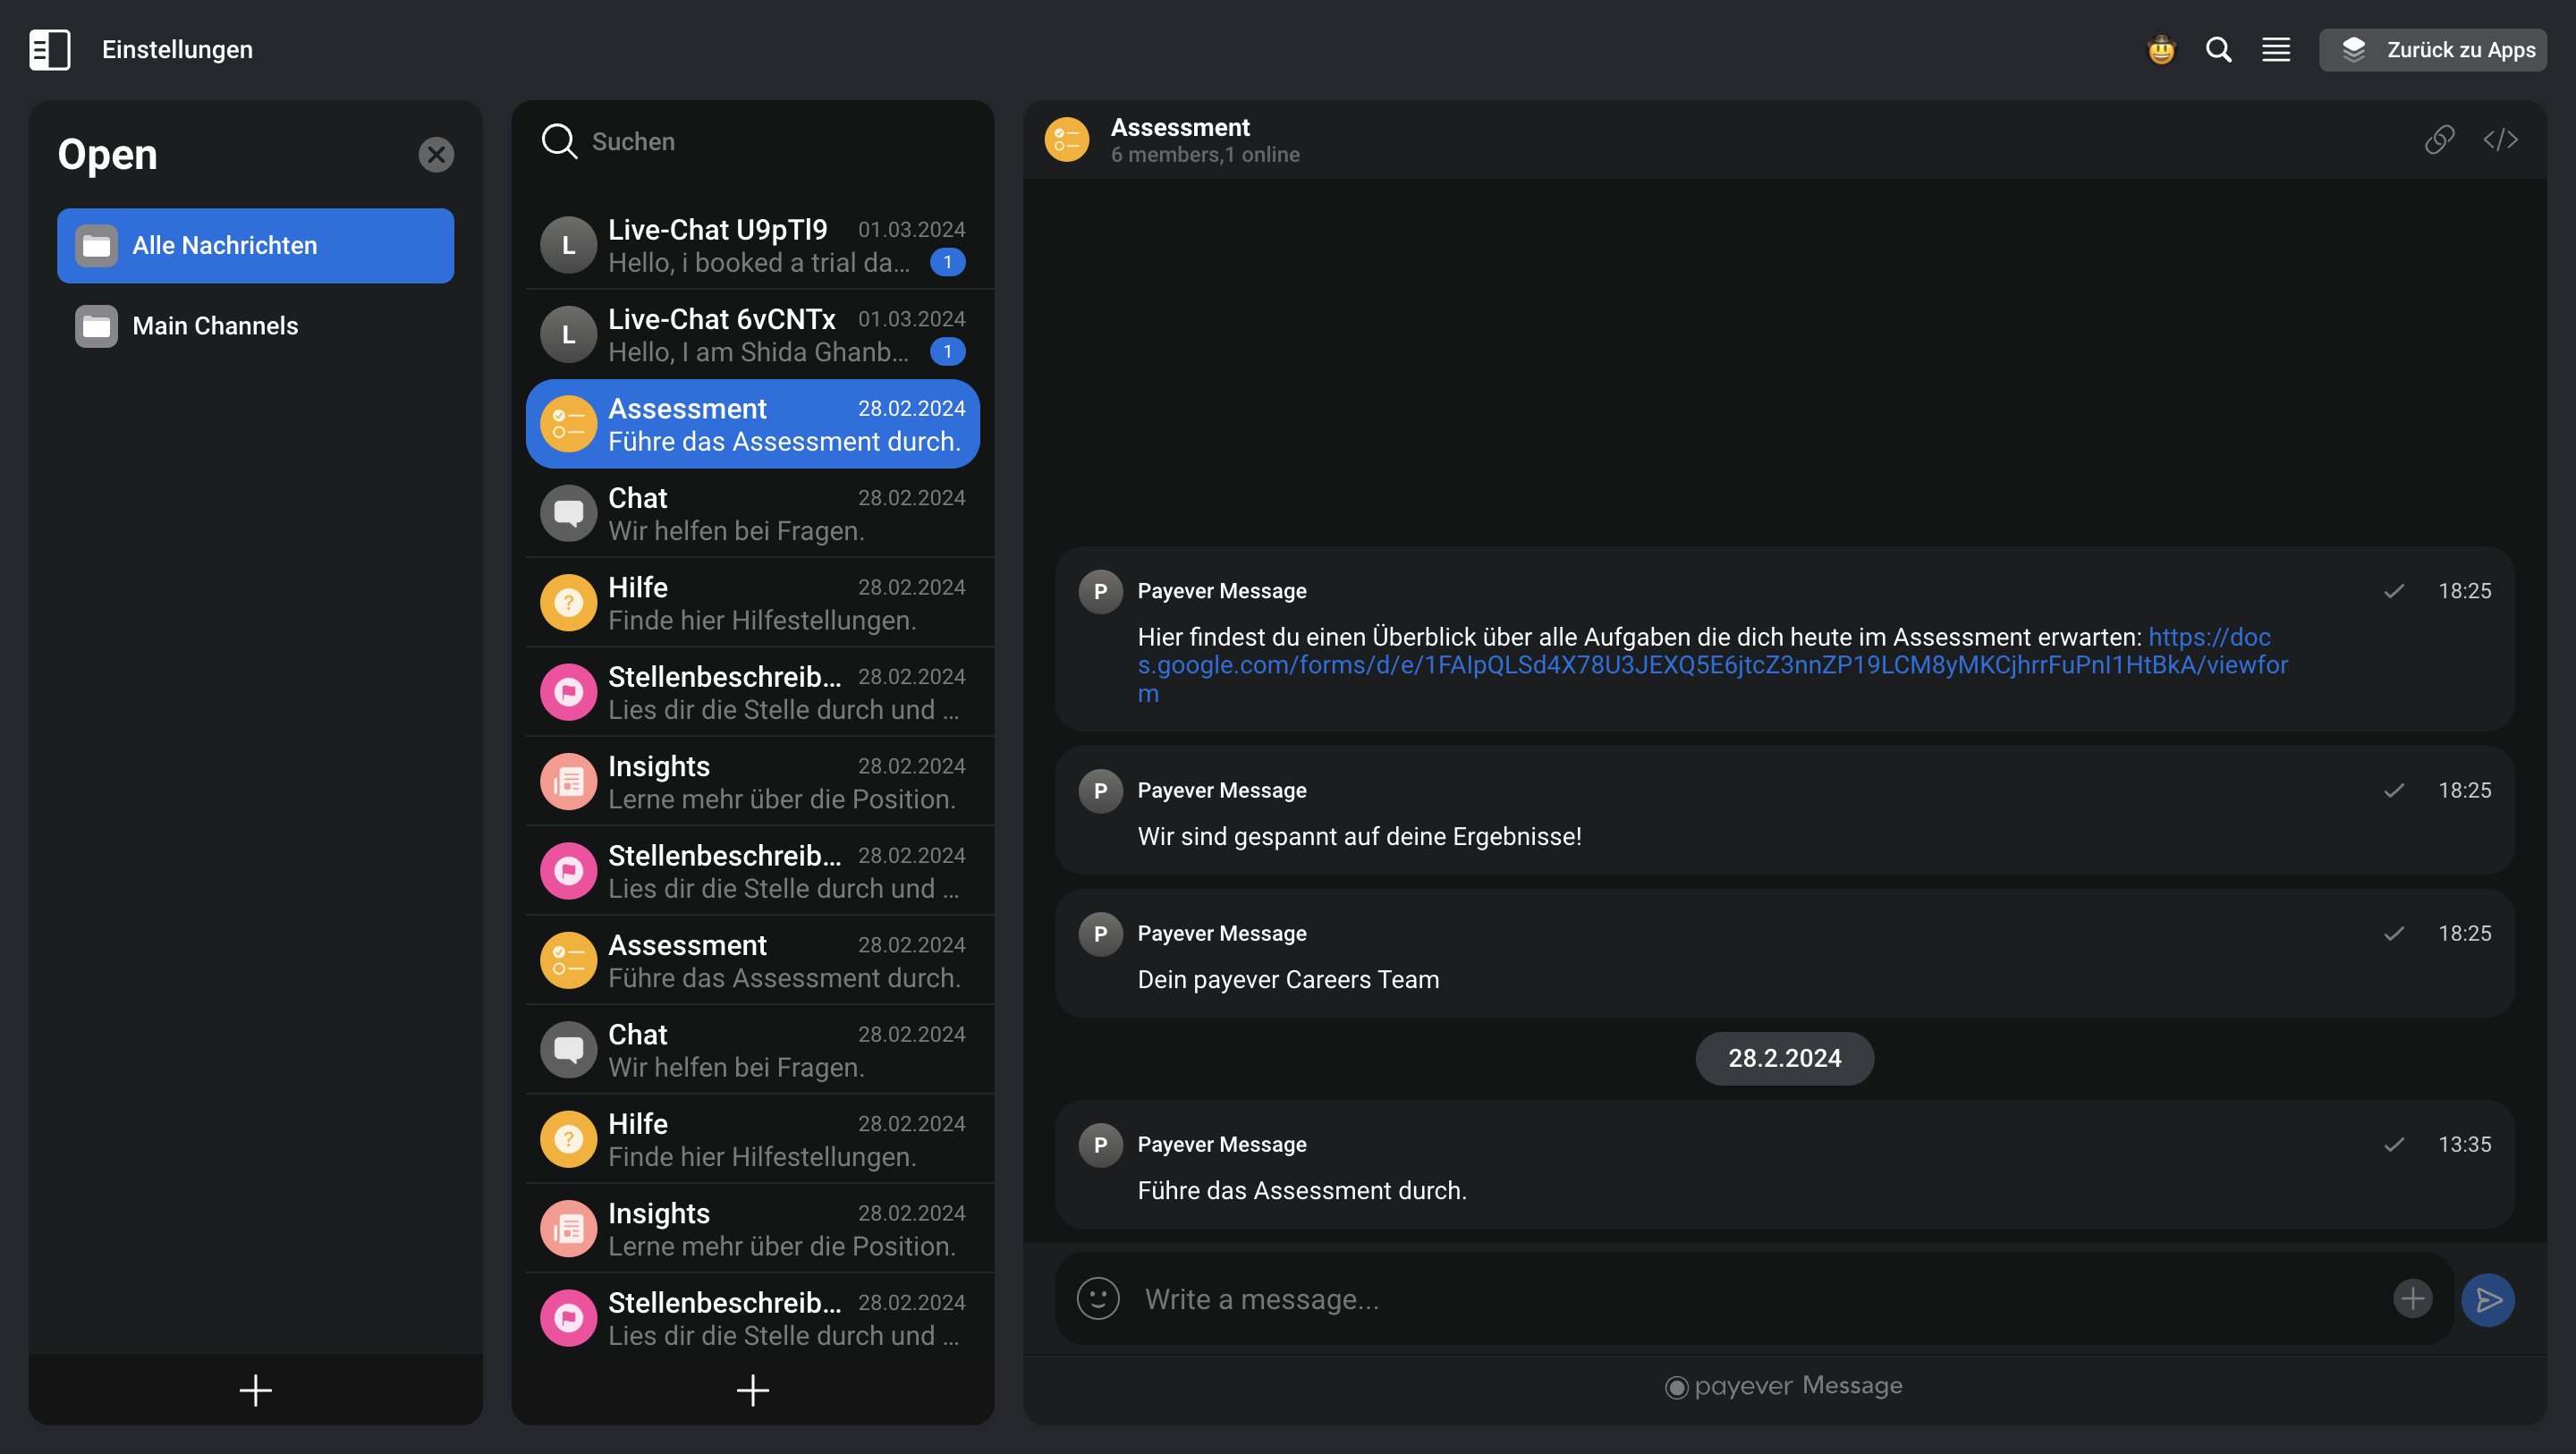 Einstellungen
Zurück zu Apps
Open
Alle Nachrichten
Main Channels
Suchen
Live-Chat U9pTl9 01.03.2024
L
Hello, i booked a trial da... 1
Live-Chat 6vCNTx 01.03.2024
L
Hello, I am Shida Ghanb... 1
Assessment 28.02.2024
Führe das Assessment durch.
Chat 28.02.2024
Wir helfen bei Fragen.
Hilfe 28.02.2024
?
Finde hier Hilfestellungen.
Stellenbeschreib... 28.02.2024
Lies dir die Stelle durch und ...
Insights 28.02.2024
Lerne mehr über die Position.
Stellenbeschreib... 28.02.2024
Lies dir die Stelle durch und ...
Assessment 28.02.2024
Führe das Assessment durch.
Chat 28.02.2024
Wir helfen bei Fragen.
Hilfe 28.02.2024
?
Finde hier Hilfestellungen.
Insights 28.02.2024
Lerne mehr über die Position.
Stellenbeschreib... 28.02.2024
Lies dir die Stelle durch und ...
Assessment
6 members,1 online
P Payever Message 18:25
Hier findest du einen Überblick über alle Aufgaben die dich heute im Assessment erwarten: https://doc
s.google.com/forms/d/e/1FAIpQLSd4X78U3JEXQ5E6jtcZ3nnZP19LCM8yMKCjhrrFuPnI1HtBkA/viewfor
m
P Payever Message 18:25
Wir sind gespannt auf deine Ergebnisse!
P Payever Message 18:25
Dein payever Careers Team
28.2.2024
P Payever Message 13:35
Führe das Assessment durch.
Write a message...
payever Message